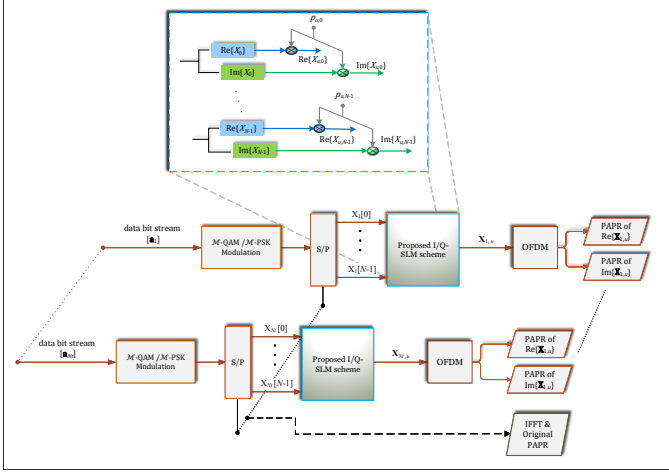 p_{u,0}
Re{X_0}
Re{X_{u,0}}
Im{X_0}
Im{X_{u,0}}
p_{u,N-1}
Re{X_{N-1}}
Re{X_{u,N-1}}
Im{X_{u,N-1}}
Im{X_{N-1}}
data bit stream
[a_1]
ℳ-QAM /ℳ-PSK
Modulation
S/P
X_1[0]
X_1[N-1]
Proposed I/Q-
SLM scheme
X_{1,u}
OFDM
PAPR of
Re{X_{1,u}}
PAPR of
Im{X_{1,u}}
data bit stream
[a_{Nt}]
ℳ-QAM /ℳ-PSK
Modulation
S/P
X_{Nt}[0]
X_{Nt}[N-1]
Proposed I/Q-
SLM scheme
X_{Nt,u}
OFDM
PAPR of
Re{X_{1,u}}
PAPR of
Im{X_{1,u}}
IFFT &
Original
PAPR